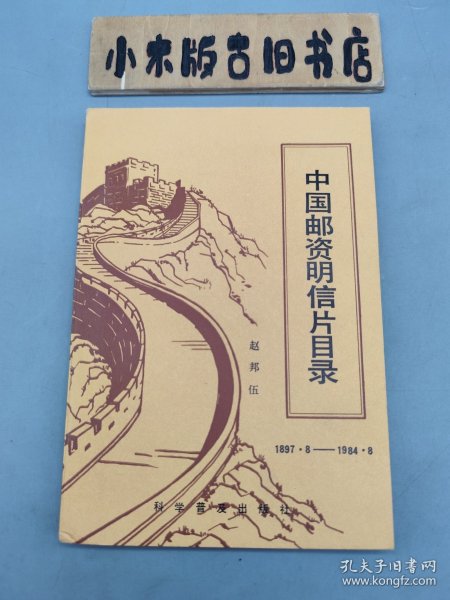 小末版古旧书店
中国邮资明信片目录
赵邦伍
1897·8——1984·8
科学普及出版社
孔夫子旧书网
www.kongfz.com